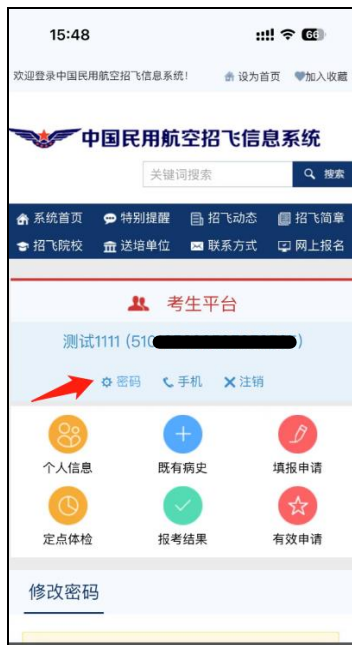 15:48
66
欢迎登录中国民用航空招飞信息系统!
设为首页
加入收藏
中国民用航空招飞信息系统
关键词搜索
搜索
系统首页
特别提醒
招飞动态
招飞简章
招飞院校
送培单位
联系方式
网上报名
考生平台
测试1111 (510
)
密码
手机
注销
个人信息
既有病史
填报申请
定点体检
报考结果
有效申请
修改密码